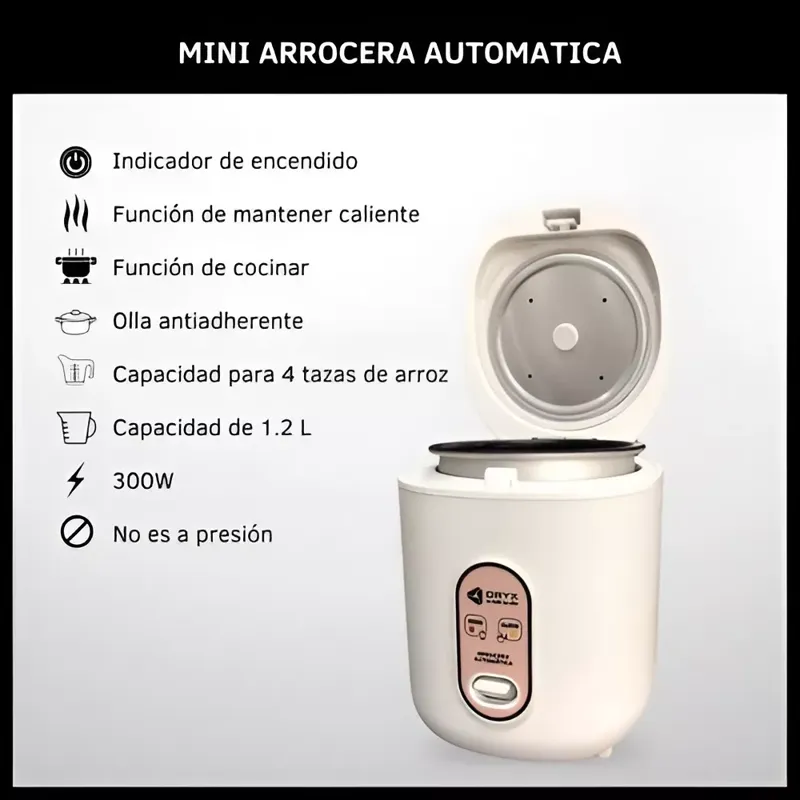 MINI ARROCERA AUTOMATICA
Indicador de encendido
Función de mantener caliente
Función de cocinar
Olla antiadherente
Capacidad para 4 tazas de arroz
Capacidad de 1.2 L
300W
No es a presión
ORYX
AUTOMÁTICA